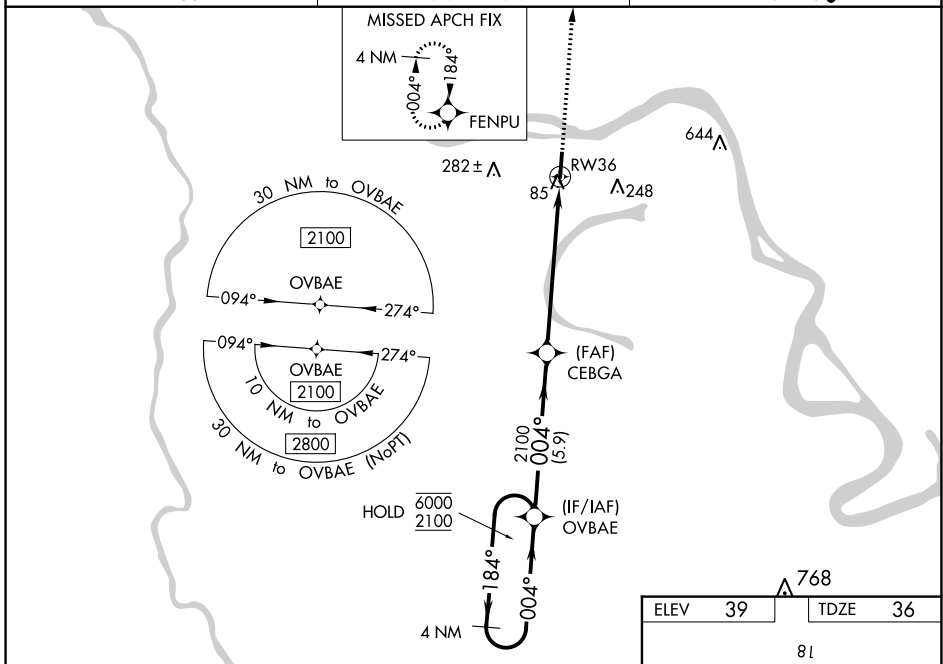 MISSED APCH FIX
4 NM
004°
184°
FENPU
644
282 ±
RW36
85
248
30 NM to OVBAE
2100
OVBAE
094°
274°
094°
274°
OVBAE
2100
10 NM to OVBAE
2800
30 NM to OVBAE (NoPT)
(FAF)
CEBGA
2100
004°
(5.9)
HOLD
6000
2100
(IF/IAF)
OVBAE
184°
004°
4 NM
768
ELEV 39
TDZE 36
18